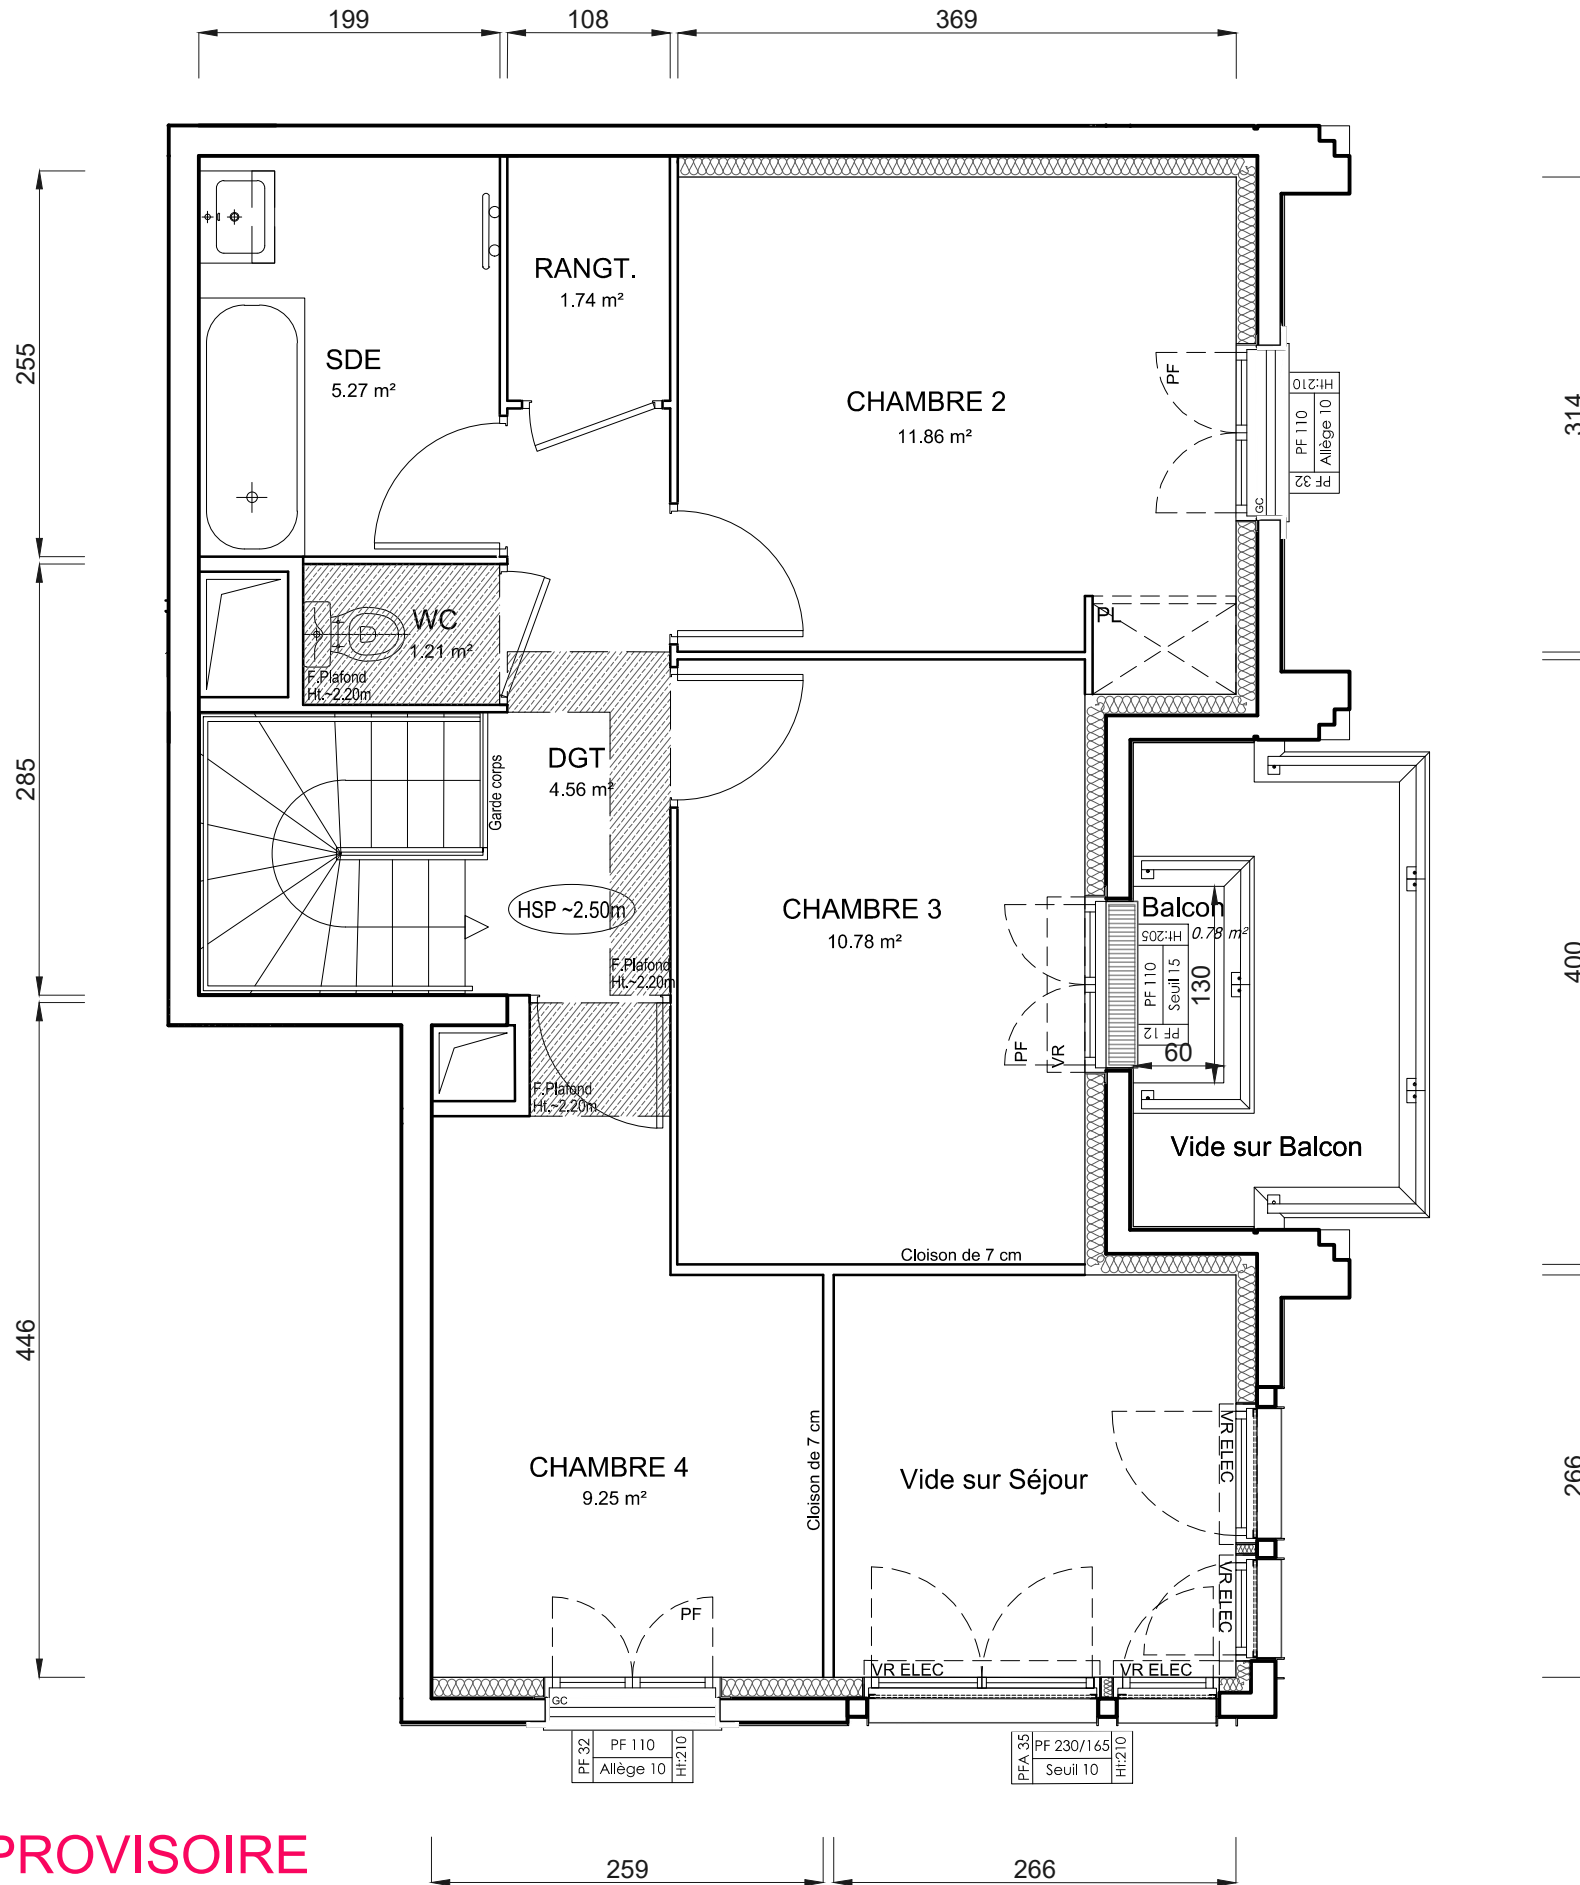 199
108
369
RANGT.
1.74 m²
SDE
5.27 m²
255
CHAMBRE 2
11.86 m²
PF
Ht:210
PF 110
Allège 10
PF 32
GC
314
WC
1.21 m²
F.Plafond
Ht.~2.20m
PL
285
Garde corps
DGT
4.56 m²
HSP ~2.50m
F.Plafond
Ht.~2.20m
CHAMBRE 3
10.78 m²
PF
VR
Balcon
0.78 m²
Ht:205
PF 110
Seuil 15
PF 12
130
60
400
F.Plafond
Ht.~2.20m
Vide sur Balcon
Cloison de 7 cm
446
CHAMBRE 4
9.25 m²
Cloison de 7 cm
Vide sur Séjour
VR ELEC
VR ELEC
266
PF
VR ELEC
VR ELEC
GC
PF 32
PF 110
Allège 10
Ht:210
PFA 35
PF 230/165
Seuil 10
Ht:210
PROVISOIRE
259
266